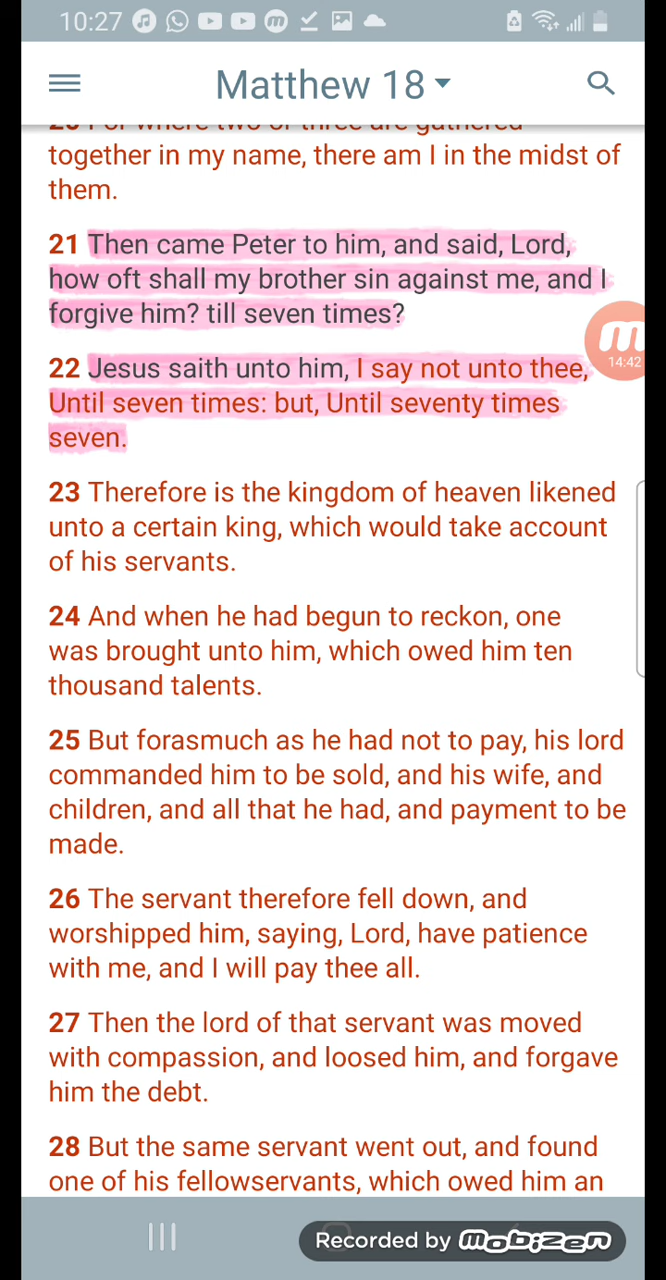 10:27
Matthew 18
20 For where two or three are gathered
together in my name, there am I in the midst of
them.
21 Then came Peter to him, and said, Lord,
how oft shall my brother sin against me, and I
forgive him? till seven times?
22 Jesus saith unto him, I say not unto thee,
Until seven times: but, Until seventy times
seven.
14:42
23 Therefore is the kingdom of heaven likened
unto a certain king, which would take account
of his servants.
24 And when he had begun to reckon, one
was brought unto him, which owed him ten
thousand talents.
25 But forasmuch as he had not to pay, his lord
commanded him to be sold, and his wife, and
children, and all that he had, and payment to be
made.
26 The servant therefore fell down, and
worshipped him, saying, Lord, have patience
with me, and I will pay thee all.
27 Then the lord of that servant was moved
with compassion, and loosed him, and forgave
him the debt.
28 But the same servant went out, and found
one of his fellowservants, which owed him an
Recorded by mobizen